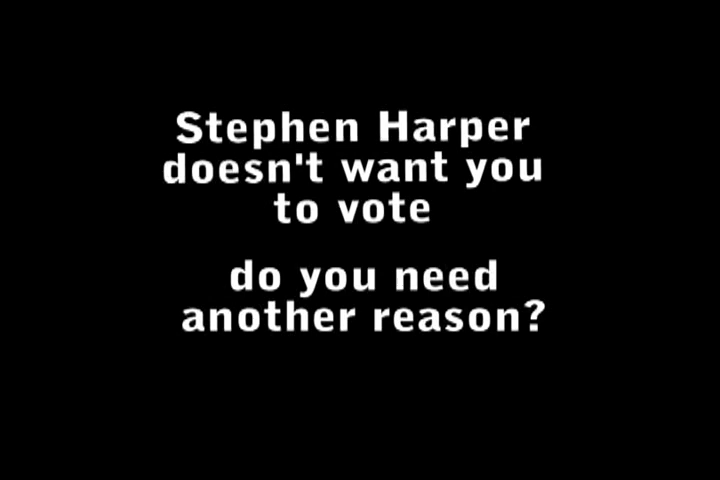 Stephen Harper
doesn't want you
to vote
do you need
another reason?